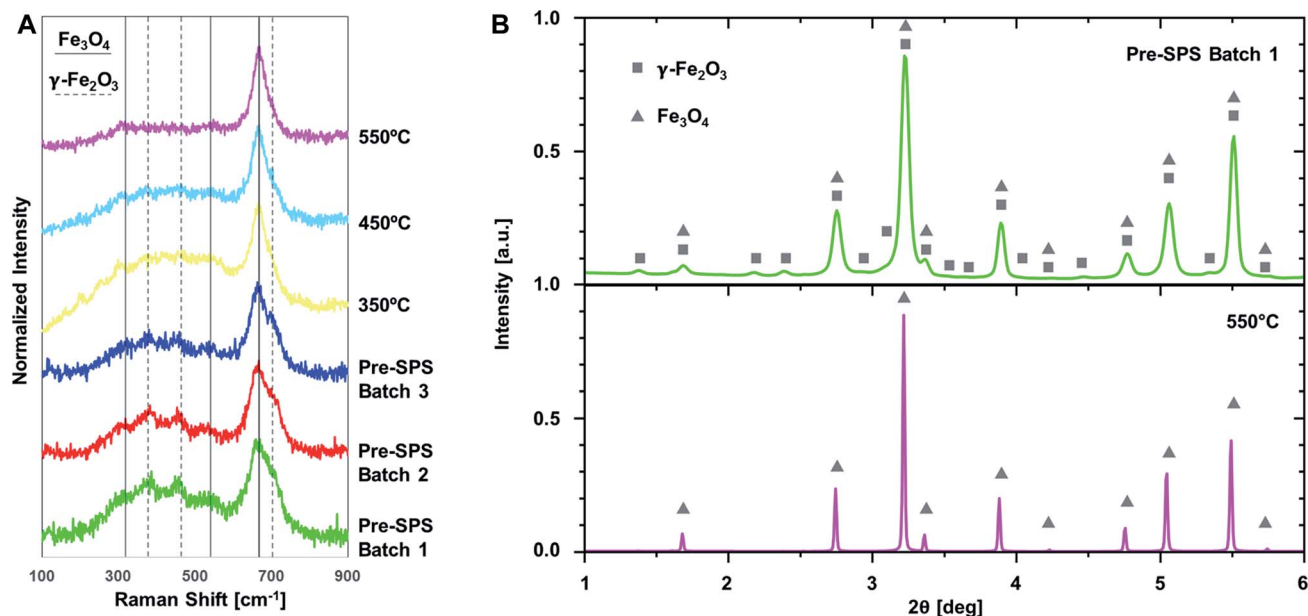 A
Fe₃O₄
γ-Fe₂O₃
550ºC
450ºC
350ºC
Pre-SPS
Batch 3
Pre-SPS
Batch 2
Pre-SPS
Batch 1
Normalized Intensity
100 300 500 700 900
Raman Shift [cm⁻¹]
B
1.0
Pre-SPS Batch 1
γ-Fe₂O₃
Fe₃O₄
0.5
1.0
550°C
0.5
0.0
Intensity [a.u.]
1 2 3 4 5 6
2θ [deg]